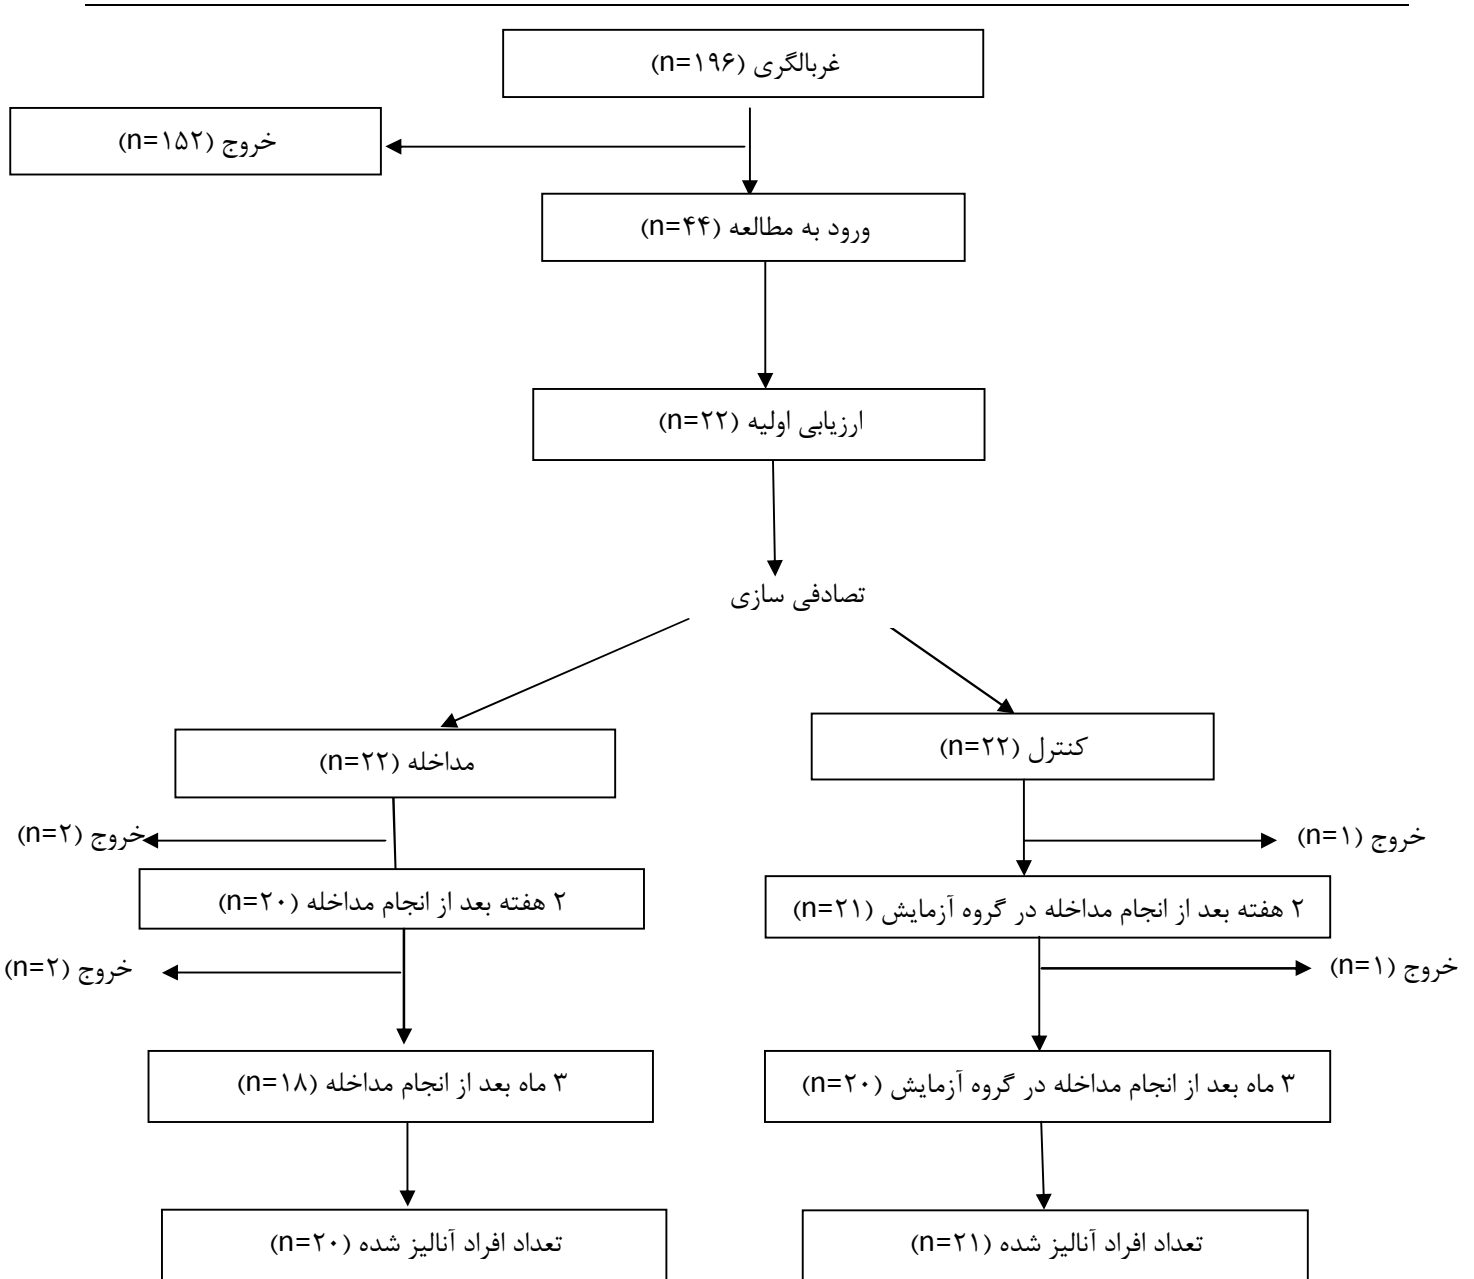 غربالگری (n=۱۹۶)
خروج (n=۱۵۲)
ورود به مطالعه (n=۴۴)
ارزیابی اولیه (n=۲۲)
تصادفی سازی
کنترل (n=۲۲)
مداخله (n=۲۲)
خروج (n=۱)
خروج (n=۲)
۲ هفته بعد از انجام مداخله در گروه آزمایش (n=۲۱)
۲ هفته بعد از انجام مداخله (n=۲۰)
خروج (n=۱)
خروج (n=۲)
۳ ماه بعد از انجام مداخله در گروه آزمایش (n=۲۰)
۳ ماه بعد از انجام مداخله (n=۱۸)
تعداد افراد آنالیز شده (n=۲۱)
تعداد افراد آنالیز شده (n=۲۰)